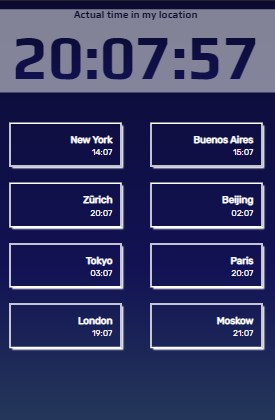 Actual time in my location
20:07:57
New York
14:07
Buenos Aires
15:07
Zürich
20:07
Beijing
02:07
Tokyo
03:07
Paris
20:07
London
19:07
Moskow
21:07